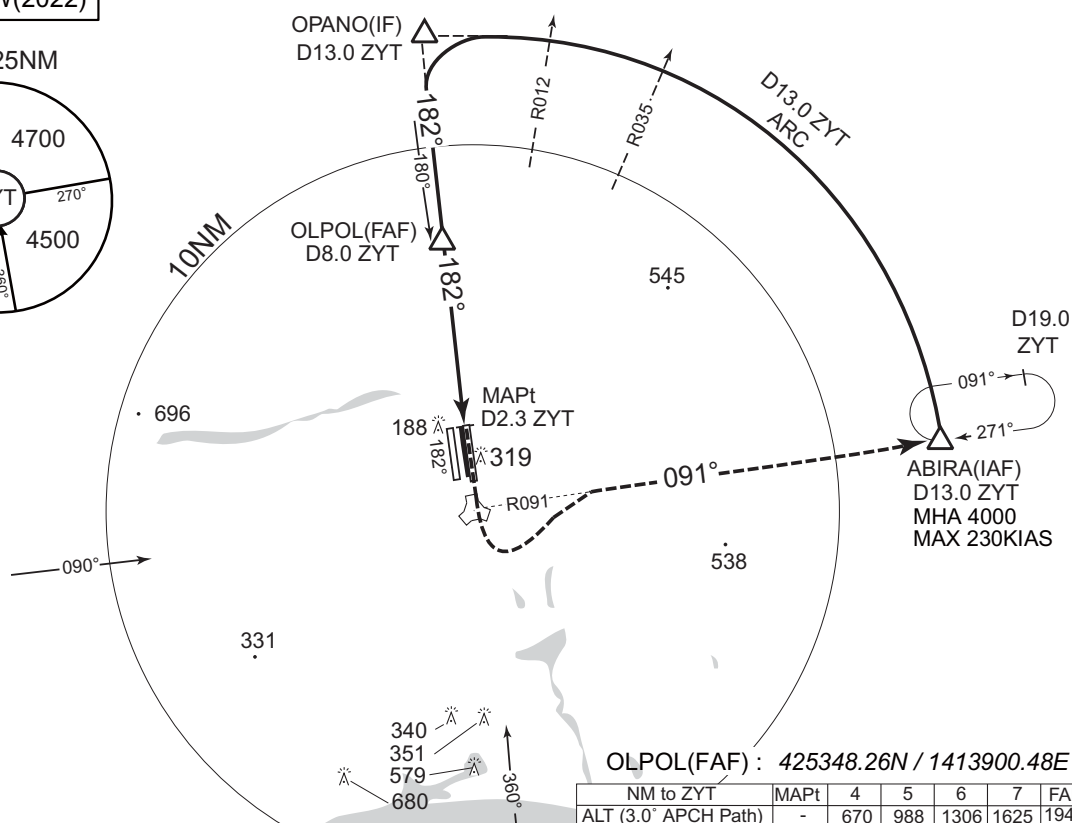 W(2022)
25NM
4700
YT
270°
4500
360°
OPANO(IF)
D13.0 ZYT
R012
R035
D13.0 ZYT
ARC
182°
180°
10NM
OLPOL(FAF)
D8.0 ZYT
182°
545
D19.0
ZYT
091°
271°
696
MAPt
D2.3 ZYT
188
182°
319
091°
R091
ABIRA(IAF)
D13.0 ZYT
MHA 4000
MAX 230KIAS
090°
538
331
340
351
579
680
360°
OLPOL(FAF) : 425348.26N / 1413900.48E
NM to ZYT MAPt 4 5 6 7 FA
ALT (3.0° APCH Path) - 670 988 1306 1625 194